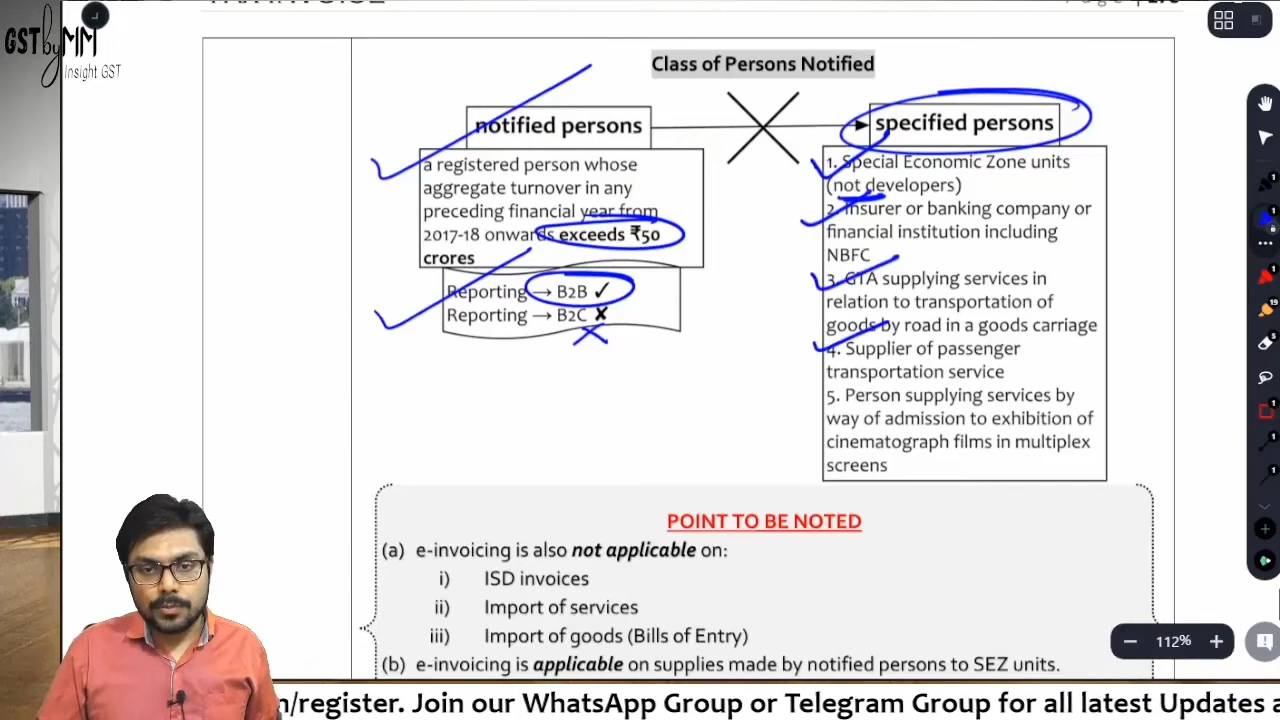 GSTbyMM
Insight GST
Class of Persons Notified
notified persons
a registered person whose
aggregate turnover in any
preceding financial year from
2017-18 onwards exceeds ₹50
crores
Reporting → B2B ✓
Reporting → B2C ✘
specified persons
1. Special Economic Zone units
(not developers)
2. Insurer or banking company or
financial institution including
NBFC
3. GTA supplying services in
relation to transportation of
goods by road in a goods carriage
4. Supplier of passenger
transportation service
5. Person supplying services by
way of admission to exhibition of
cinematograph films in multiplex
screens
POINT TO BE NOTED
(a) e-invoicing is also not applicable on:
i) ISD invoices
ii) Import of services
iii) Import of goods (Bills of Entry)
(b) e-invoicing is applicable on supplies made by notified persons to SEZ units.
112%
n/register. Join our WhatsApp Group or Telegram Group for all latest Updates a